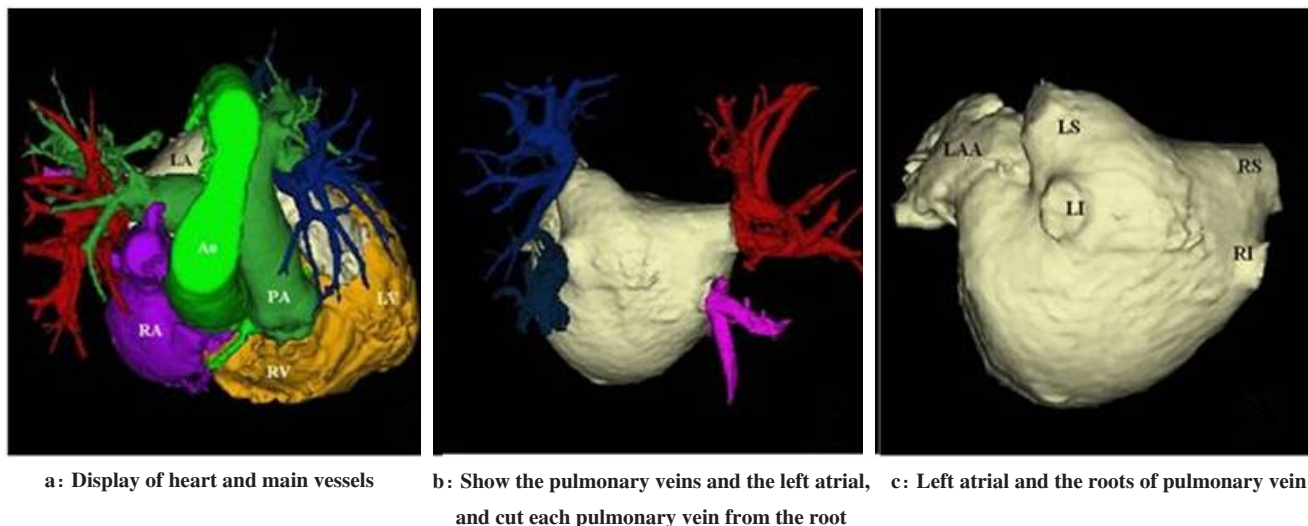 LA
Ao
PA
LV
RA
RV
LAA
LS
RS
LI
RI
a: Display of heart and main vessels
b: Show the pulmonary veins and the left atrial,
and cut each pulmonary vein from the root
c: Left atrial and the roots of pulmonary vein